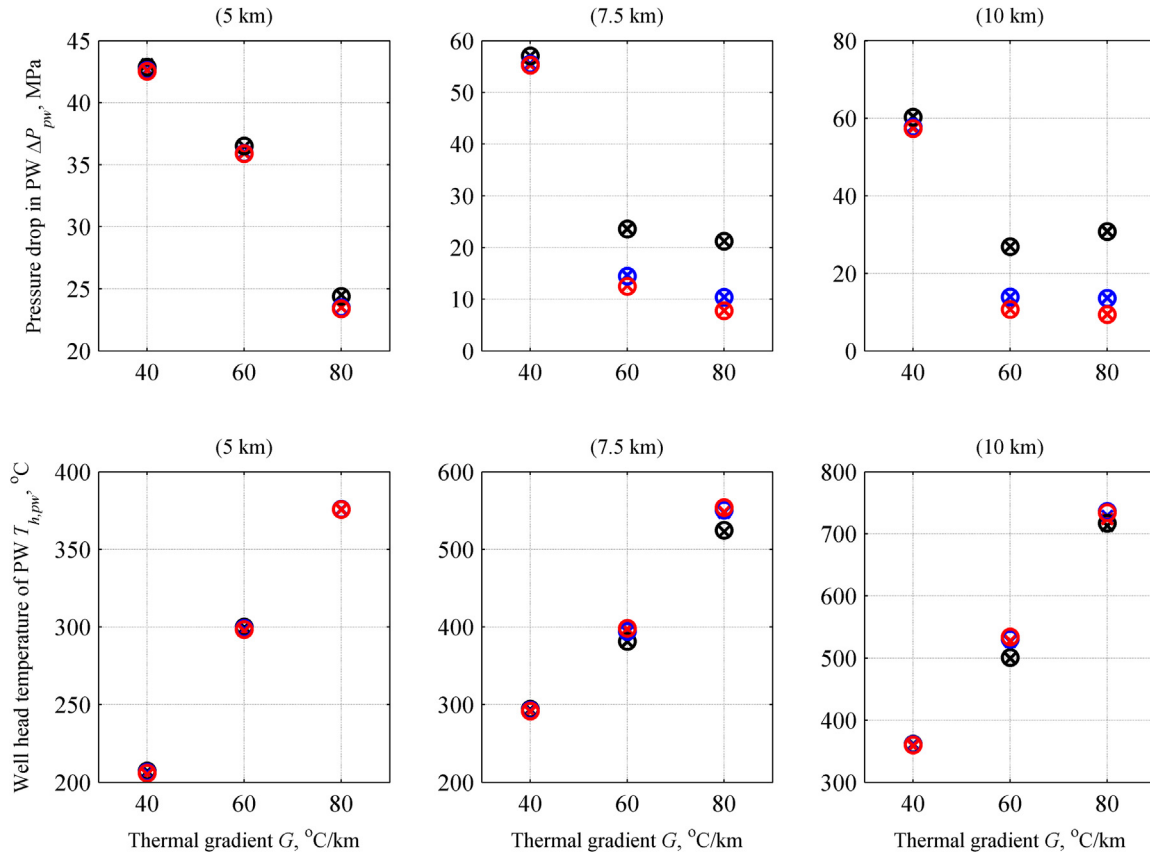 (5 km) (7.5 km) (10 km)
Pressure drop in PW ΔP_pw, MPa
45 60 80
40 50 60
35 40
30 30 40
20
25 10 20
20 0 0
40 60 80 40 60 80 40 60 80
(5 km) (7.5 km) (10 km)
Well head temperature of PW T_h,pw, °C
400 600 800
700
350 500
600
300 400
500
250 300
400
200 200 300
40 60 80 40 60 80 40 60 80
Thermal gradient G, °C/km Thermal gradient G, °C/km Thermal gradient G, °C/km